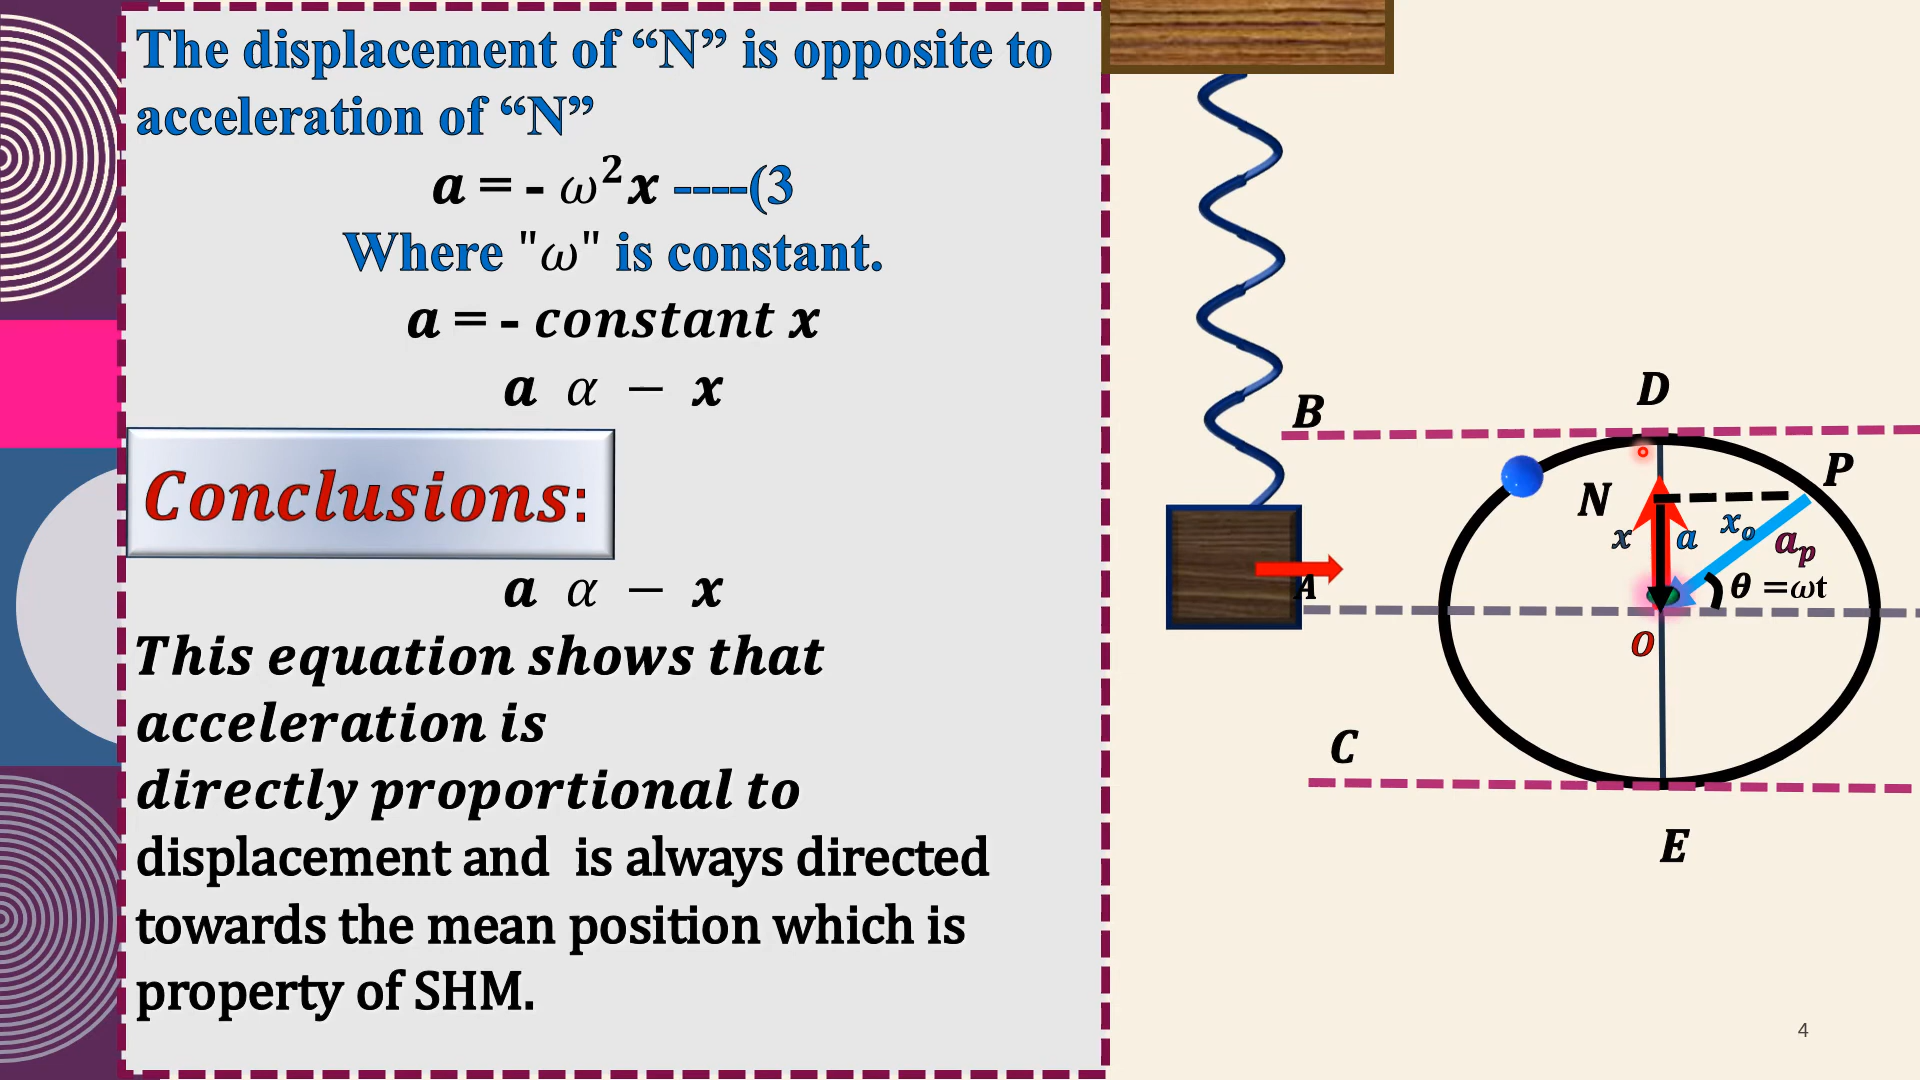 The displacement of “N” is opposite to
acceleration of “N”
a = - ω²x ----(3
Where "ω" is constant.
a = - constant x
a α − x
Conclusions:
a α − x
This equation shows that
acceleration is
directly proportional to
displacement and is always directed
towards the mean position which is
property of SHM.
B
D
P
N
x
a
xₒ
aₚ
A
θ =ωt
O
C
E
4